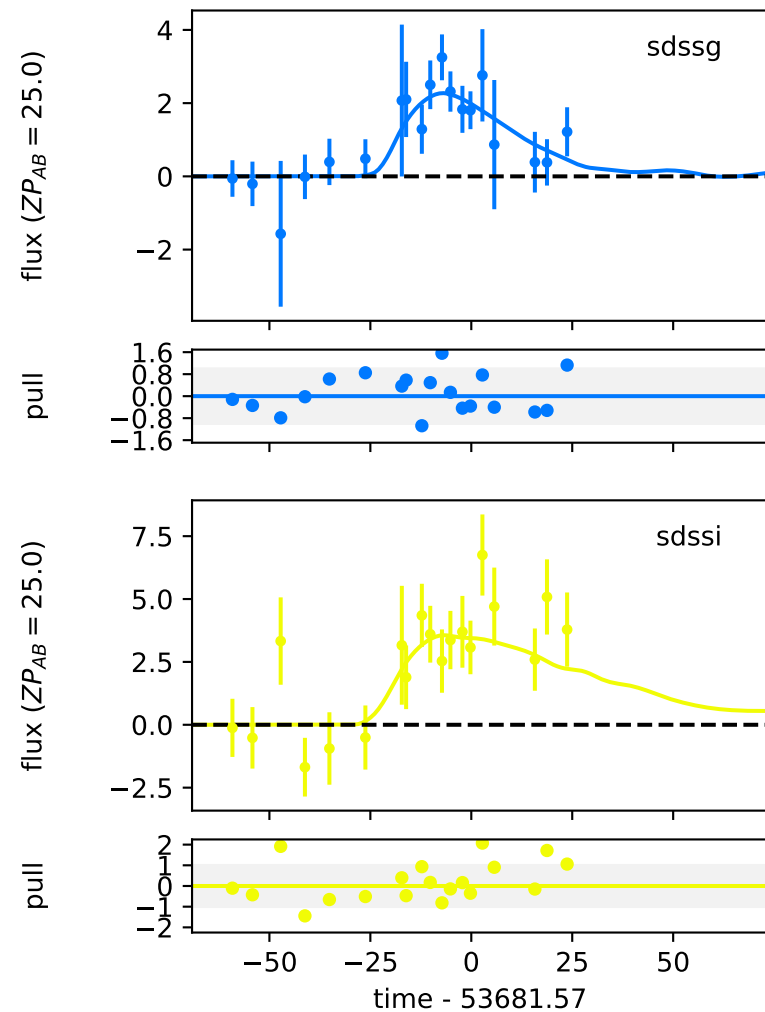 4
sdssg
2
0
−2
flux (ZP_AB = 25.0)
1.6
0.8
0.0
−0.8
−1.6
pull
7.5
sdssi
5.0
2.5
0.0
−2.5
flux (ZP_AB = 25.0)
2
1
0
−1
−2
pull
−50 −25 0 25 50
time - 53681.57